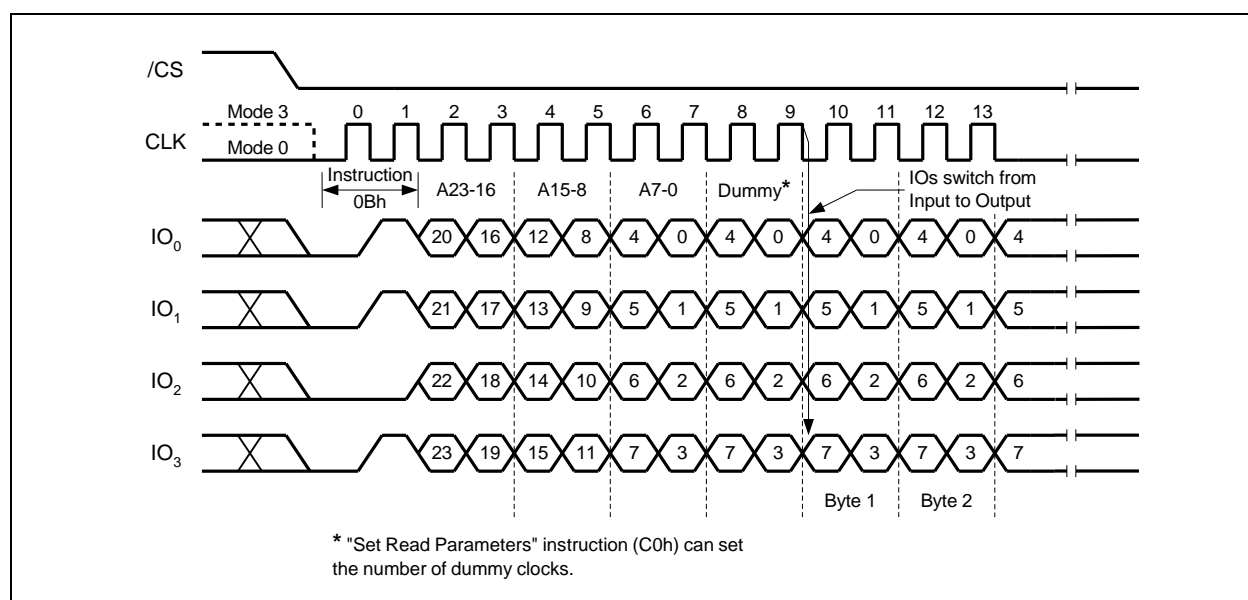 /CS
Mode 3
0 1 2 3 4 5 6 7 8 9 10 11 12 13
CLK
Mode 0
Instruction
0Bh
A23-16
A15-8
A7-0
Dummy*
IOs switch from
Input to Output
IO0
20 16 12 8 4 0 4 0 4 0 4 0 4
IO1
21 17 13 9 5 1 5 1 5 1 5 1 5
IO2
22 18 14 10 6 2 6 2 6 2 6 2 6
IO3
23 19 15 11 7 3 7 3 7 3 7 3 7
Byte 1
Byte 2
* "Set Read Parameters" instruction (C0h) can set
the number of dummy clocks.